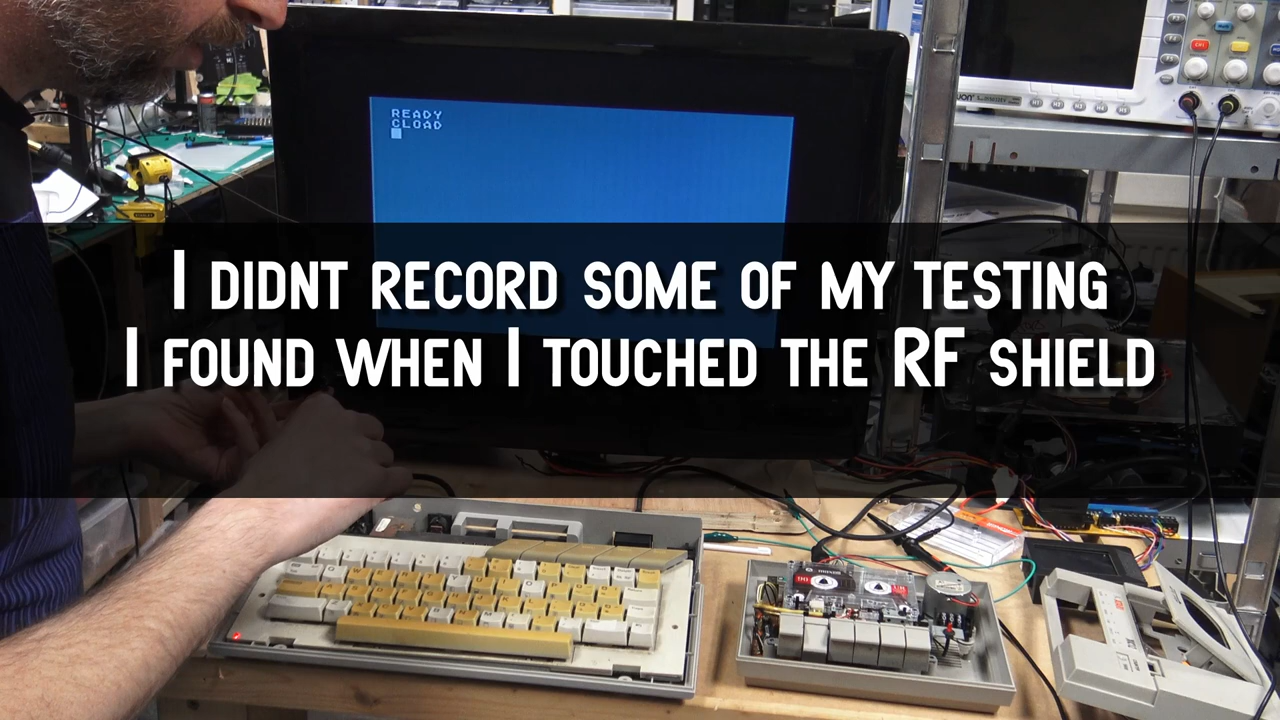 READY
CLOAD
I DIDNT RECORD SOME OF MY TESTING
I FOUND WHEN I TOUCHED THE RF SHIELD